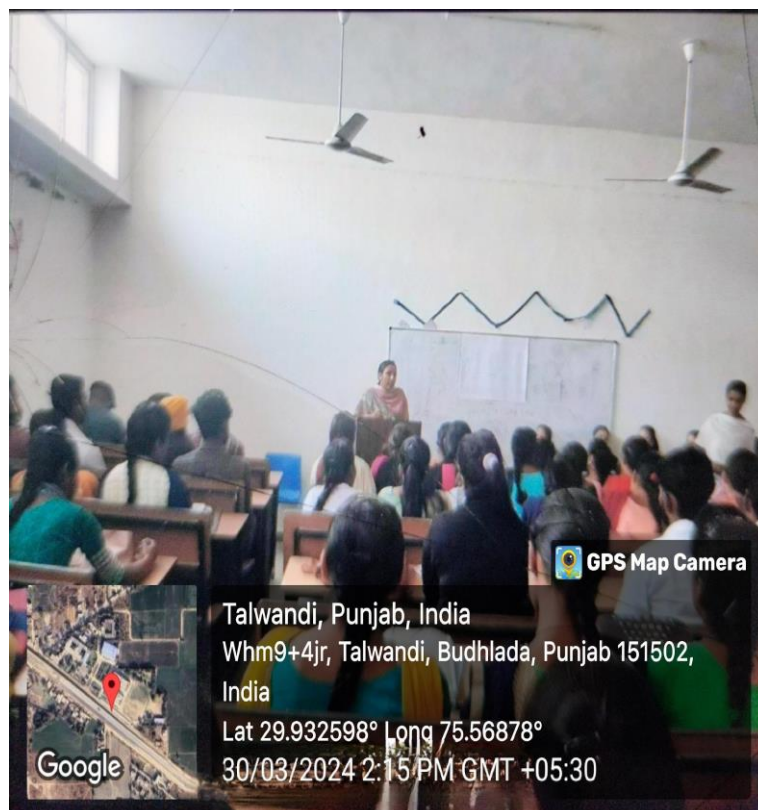 GPS Map Camera
Talwandi, Punjab, India
Whm9+4jr, Talwandi, Budhlada, Punjab 151502,
India
Lat 29.932598° Long 75.56878°
30/03/2024 2:15 PM GMT +05:30
Google